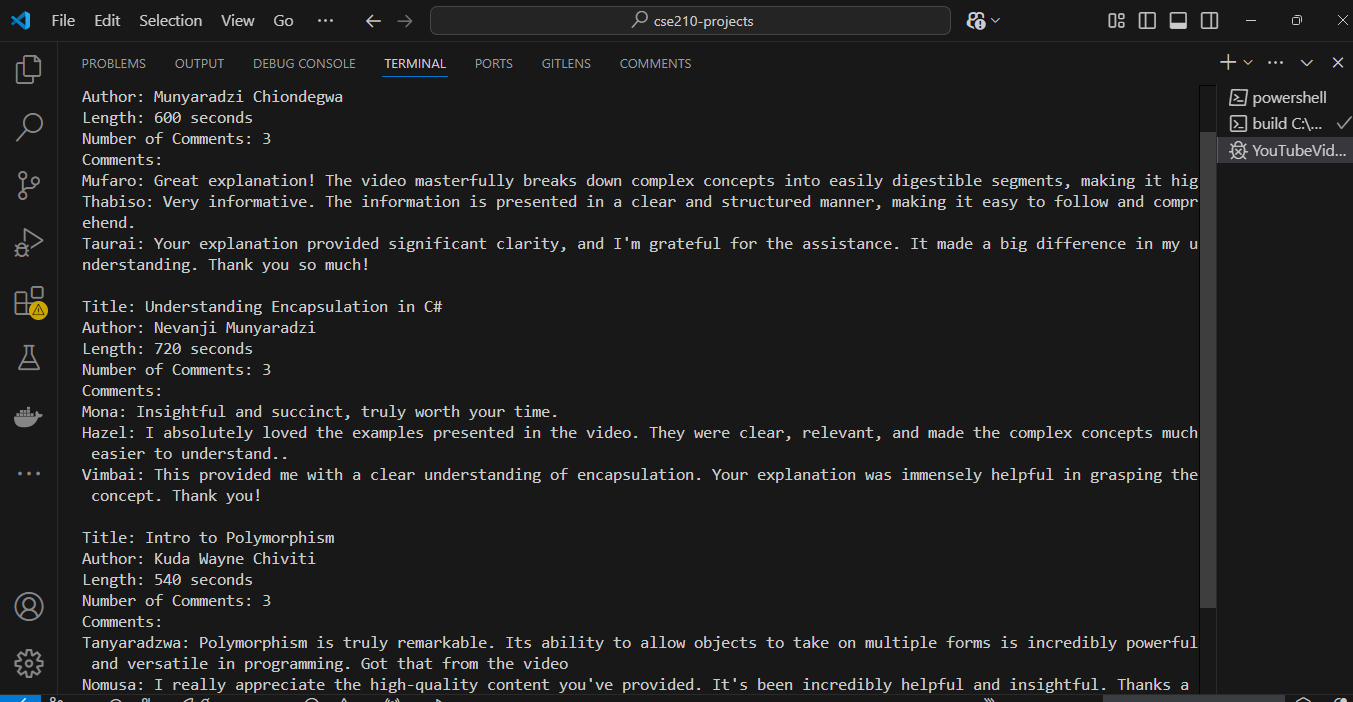 File Edit Selection View Go ··· cse210-projects
PROBLEMS OUTPUT DEBUG CONSOLE TERMINAL PORTS GITLENS COMMENTS
Author: Munyaradzi Chiondegwa
Length: 600 seconds
Number of Comments: 3
Comments:
Mufaro: Great explanation! The video masterfully breaks down complex concepts into easily digestible segments, making it hig
Thabiso: Very informative. The information is presented in a clear and structured manner, making it easy to follow and compr
ehend.
Taurai: Your explanation provided significant clarity, and I'm grateful for the assistance. It made a big difference in my u
nderstanding. Thank you so much!
Title: Understanding Encapsulation in C#
Author: Nevanji Munyaradzi
Length: 720 seconds
Number of Comments: 3
Comments:
Mona: Insightful and succinct, truly worth your time.
Hazel: I absolutely loved the examples presented in the video. They were clear, relevant, and made the complex concepts much
easier to understand..
Vimbai: This provided me with a clear understanding of encapsulation. Your explanation was immensely helpful in grasping the
concept. Thank you!
Title: Intro to Polymorphism
Author: Kuda Wayne Chiviti
Length: 540 seconds
Number of Comments: 3
Comments:
Tanyaradzwa: Polymorphism is truly remarkable. Its ability to allow objects to take on multiple forms is incredibly powerful
and versatile in programming. Got that from the video
Nomusa: I really appreciate the high-quality content you've provided. It's been incredibly helpful and insightful. Thanks a
powershell
build C:\...
YouTubeVid...